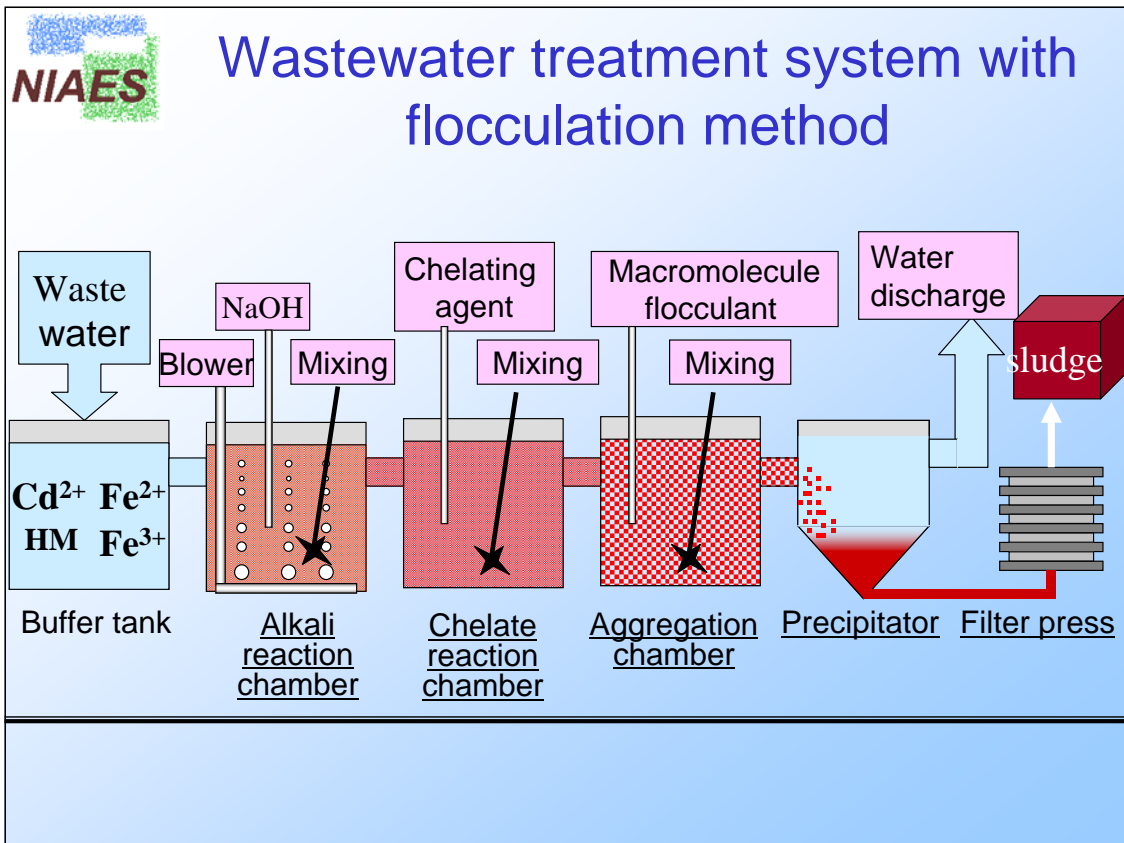 NIAES
Wastewater treatment system with
flocculation method
Waste
water
Blower
NaOH
Mixing
Chelating
agent
Mixing
Macromolecule
flocculant
Mixing
Water
discharge
sludge
Cd²⁺ Fe²⁺
HM Fe³⁺
Buffer tank
Alkali
reaction
chamber
Chelate
reaction
chamber
Aggregation
chamber
Precipitator
Filter press